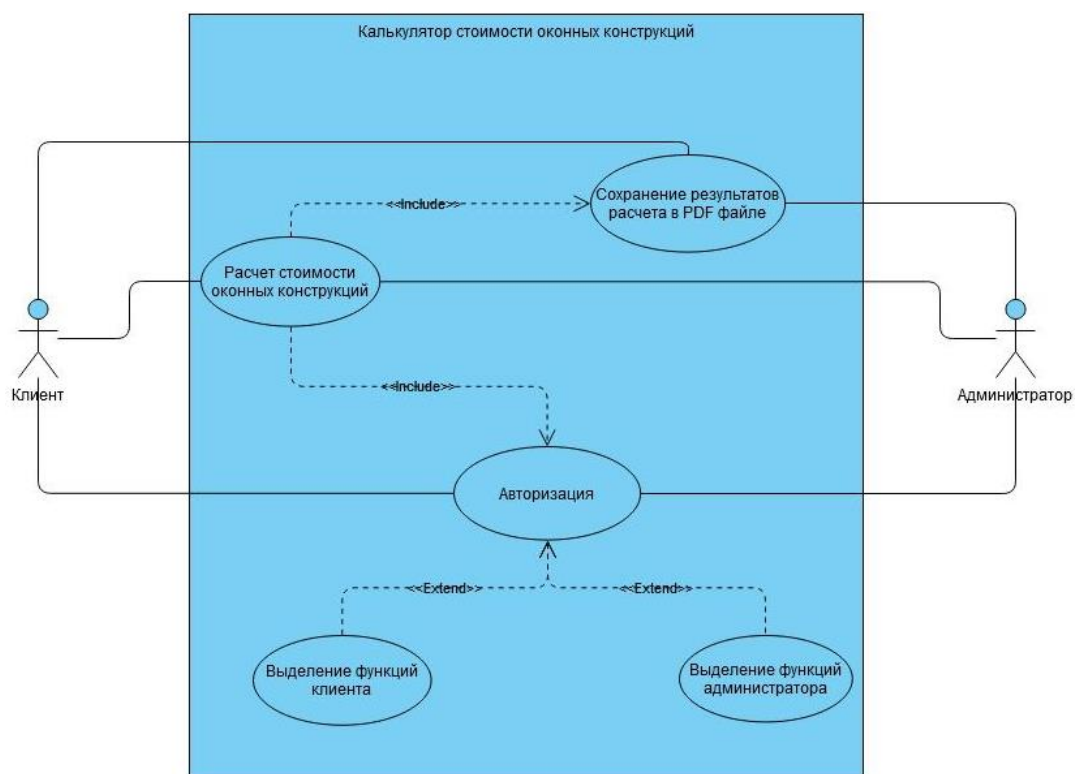 Калькулятор стоимости оконных конструкций
Сохранение результатов
расчета в PDF файле
<<Include>>
Расчет стоимости
оконных конструкций
<<Include>>
Клиент
Администратор
Авторизация
<<Extend>>
<<Extend>>
Выделение функций
клиента
Выделение функций
администратора